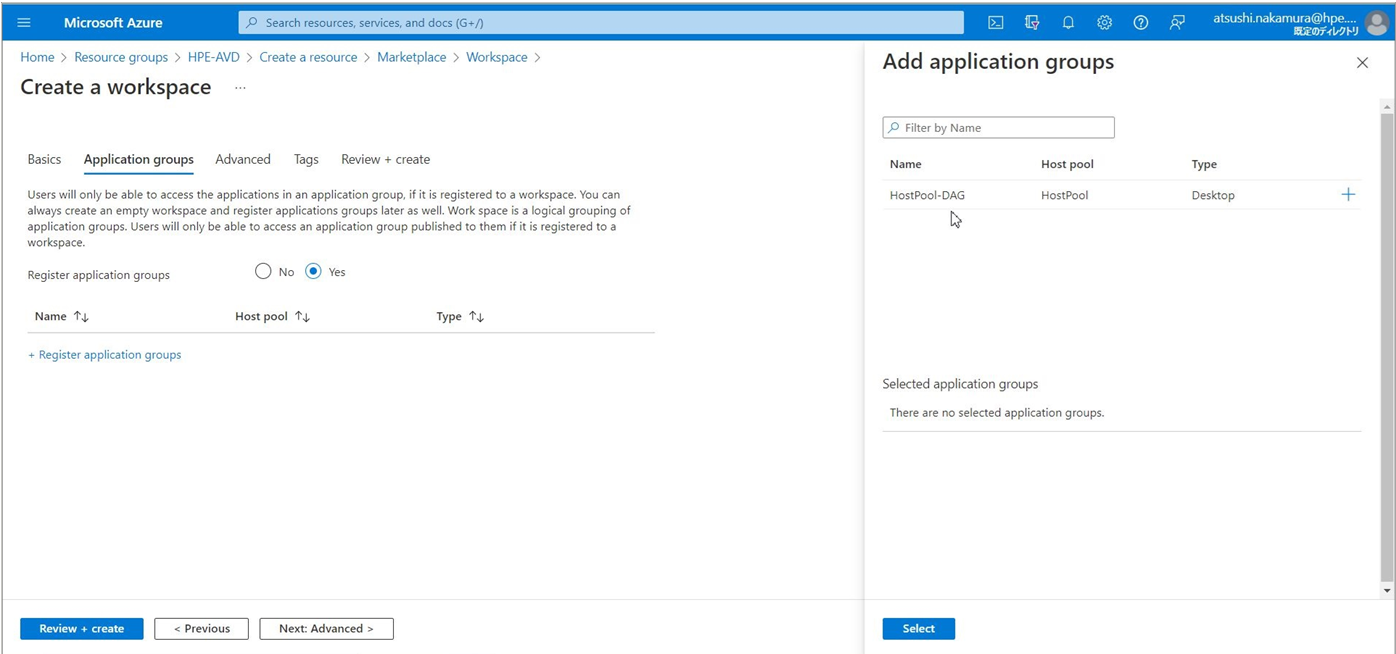 Microsoft Azure
Search resources, services, and docs (G+/)
atsushi.nakamura@hpe....
既定のディレクトリ
Home > Resource groups > HPE-AVD > Create a resource > Marketplace > Workspace >
Create a workspace ...
Basics Application groups Advanced Tags Review + create
Users will only be able to access the applications in an application group, if it is registered to a workspace. You can
always create an empty workspace and register applications groups later as well. Work space is a logical grouping of
application groups. Users will only be able to access an application group published to them if it is registered to a
workspace.
Register application groups No Yes
Name ↑↓ Host pool ↑↓ Type ↑↓
+ Register application groups
Review + create < Previous Next: Advanced >
Add application groups
Filter by Name
Name Host pool Type
HostPool-DAG HostPool Desktop
Selected application groups
There are no selected application groups.
Select